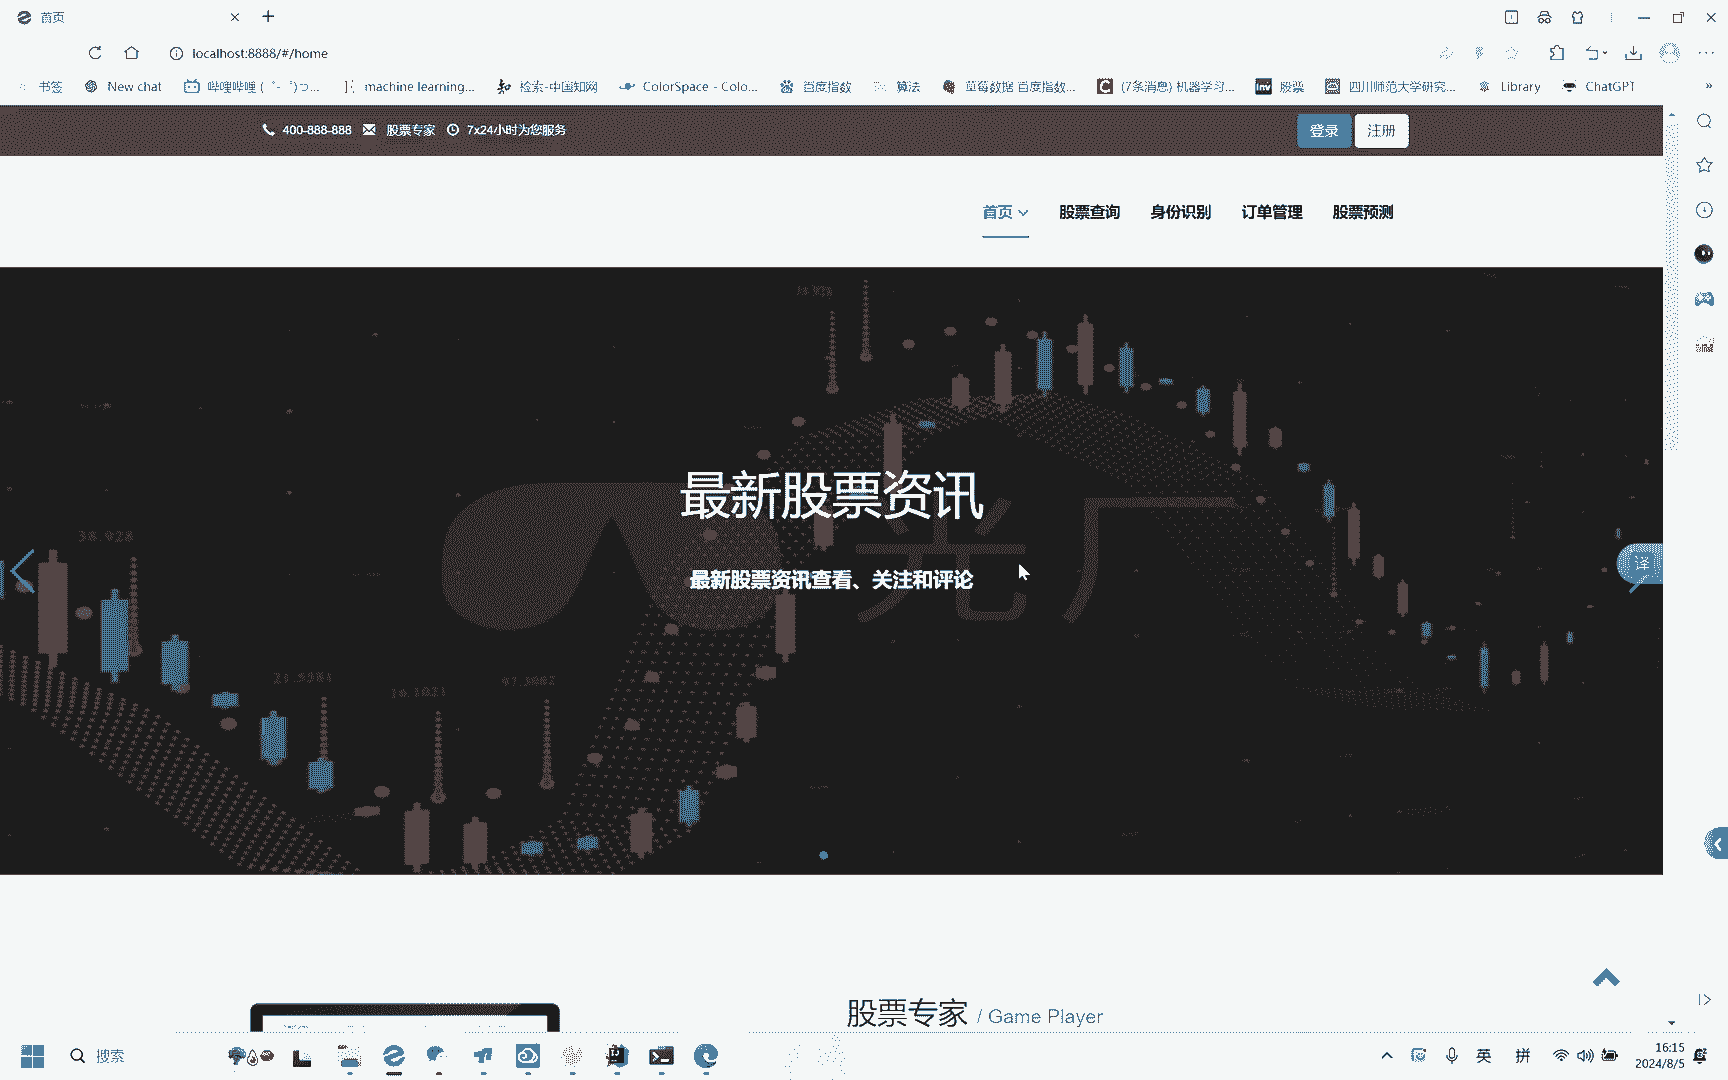 首页
localhost:8888/#/home
书签
New chat
哔哩哔哩 (゜-゜)つ...
machine learning...
检索-中国知网
ColorSpace - Colo...
百度指数
算法
草莓数据 百度指数...
(7条消息) 机器学习...
股票
四川师范大学研究...
Library
ChatGPT
400-888-888
股票专家
7x24小时为您服务
登录
注册
首页
股票查询
身份识别
订单管理
股票预测
最新股票资讯
光厂
最新股票资讯查看、关注和评论
译
38.928
股票专家 / Game Player
搜索
英
拼
16:15
2024/8/5